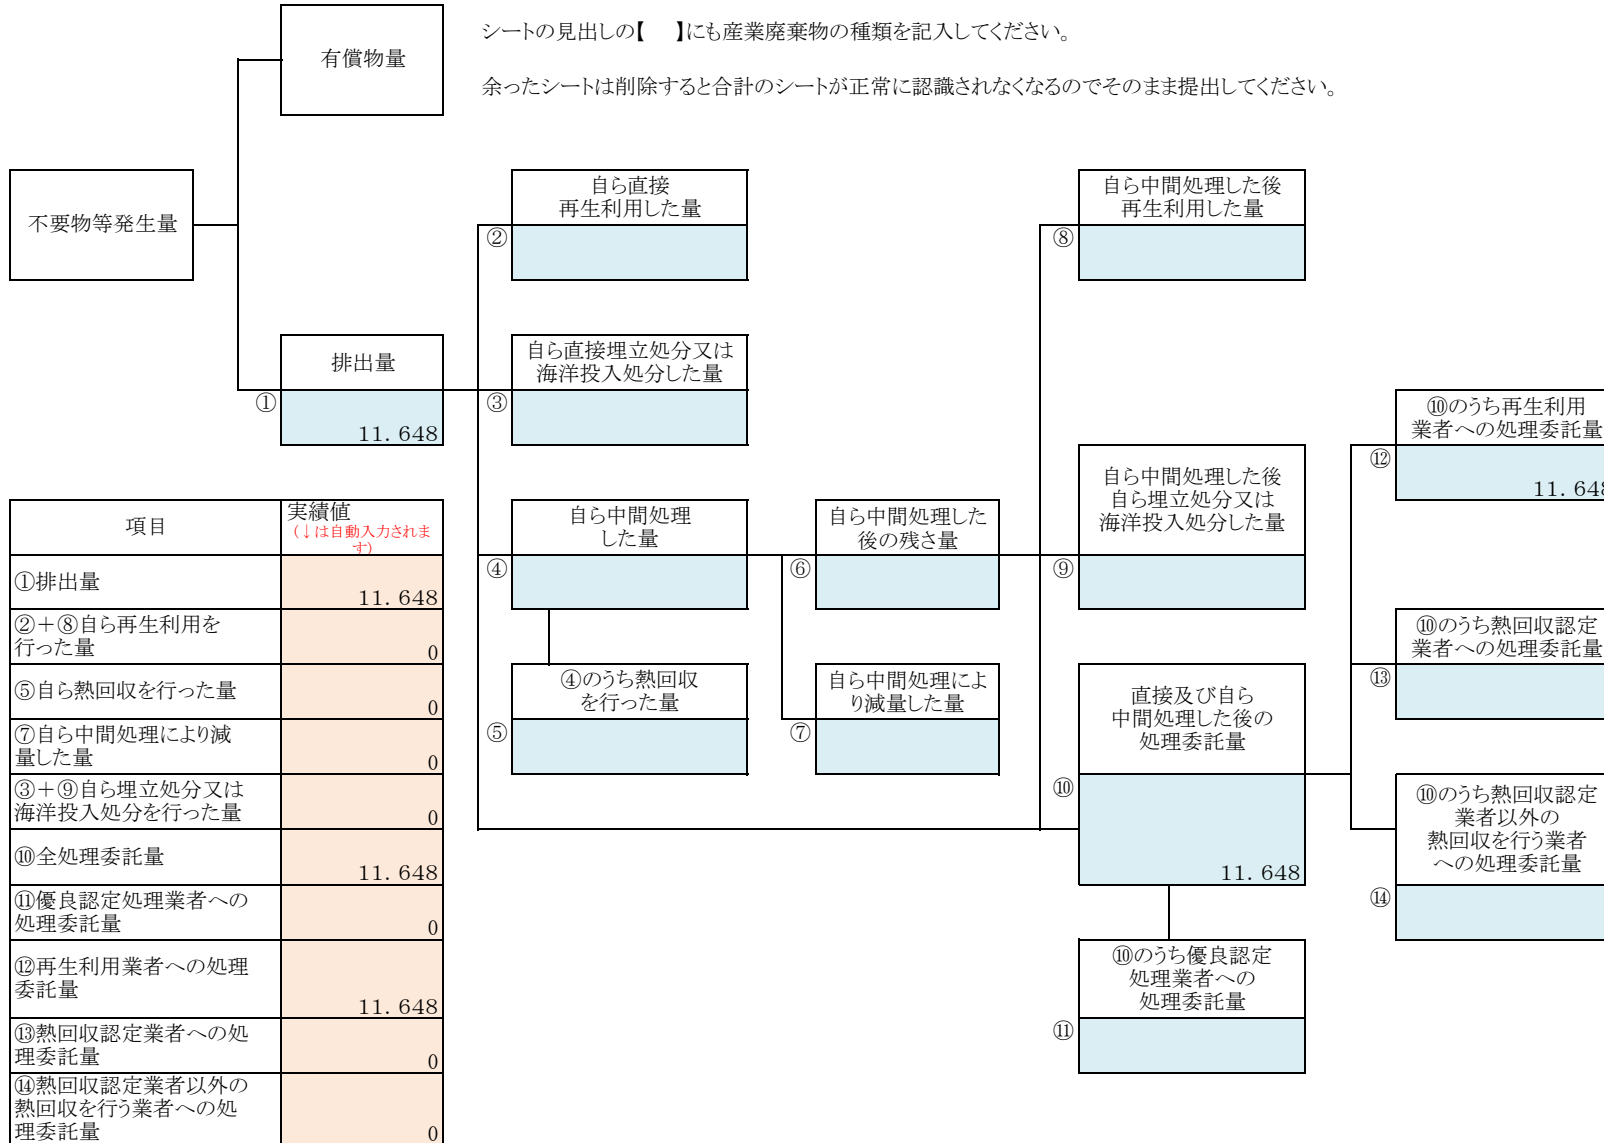 有償物量
シートの見出しの【　】にも産業廃棄物の種類を記入してください。
余ったシートは削除すると合計のシートが正常に認識されなくなるのでそのまま提出してください。
不要物等発生量
自ら直接
再生利用した量
②
自ら中間処理した後
再生利用した量
⑧
排出量
①
11.648
自ら直接埋立処分又は
海洋投入処分した量
③
⑩のうち再生利用
業者への処理委託量
⑫
11.648
自ら中間処理
した量
④
自ら中間処理した
後の残さ量
⑥
自ら中間処理した後
自ら埋立処分又は
海洋投入処分した量
⑨
⑩のうち熱回収認定
業者への処理委託量
⑬
④のうち熱回収
を行った量
⑤
自ら中間処理によ
り減量した量
⑦
直接及び自ら
中間処理した後の
処理委託量
⑩
11.648
⑩のうち熱回収認定
業者以外の
熱回収を行う業者
への処理委託量
⑭
⑩のうち優良認定
処理業者への
処理委託量
⑪
項目
実績値
(↓は自動入力されま
す)
①排出量
11.648
②+⑧自ら再生利用を
行った量
0
⑤自ら熱回収を行った量
0
⑦自ら中間処理により減
量した量
0
③+⑨自ら埋立処分又は
海洋投入処分を行った量
0
⑩全処理委託量
11.648
⑪優良認定処理業者への
処理委託量
0
⑫再生利用業者への処理
委託量
11.648
⑬熱回収認定業者への処
理委託量
0
⑭熱回収認定業者以外の
熱回収を行う業者への処
理委託量
0